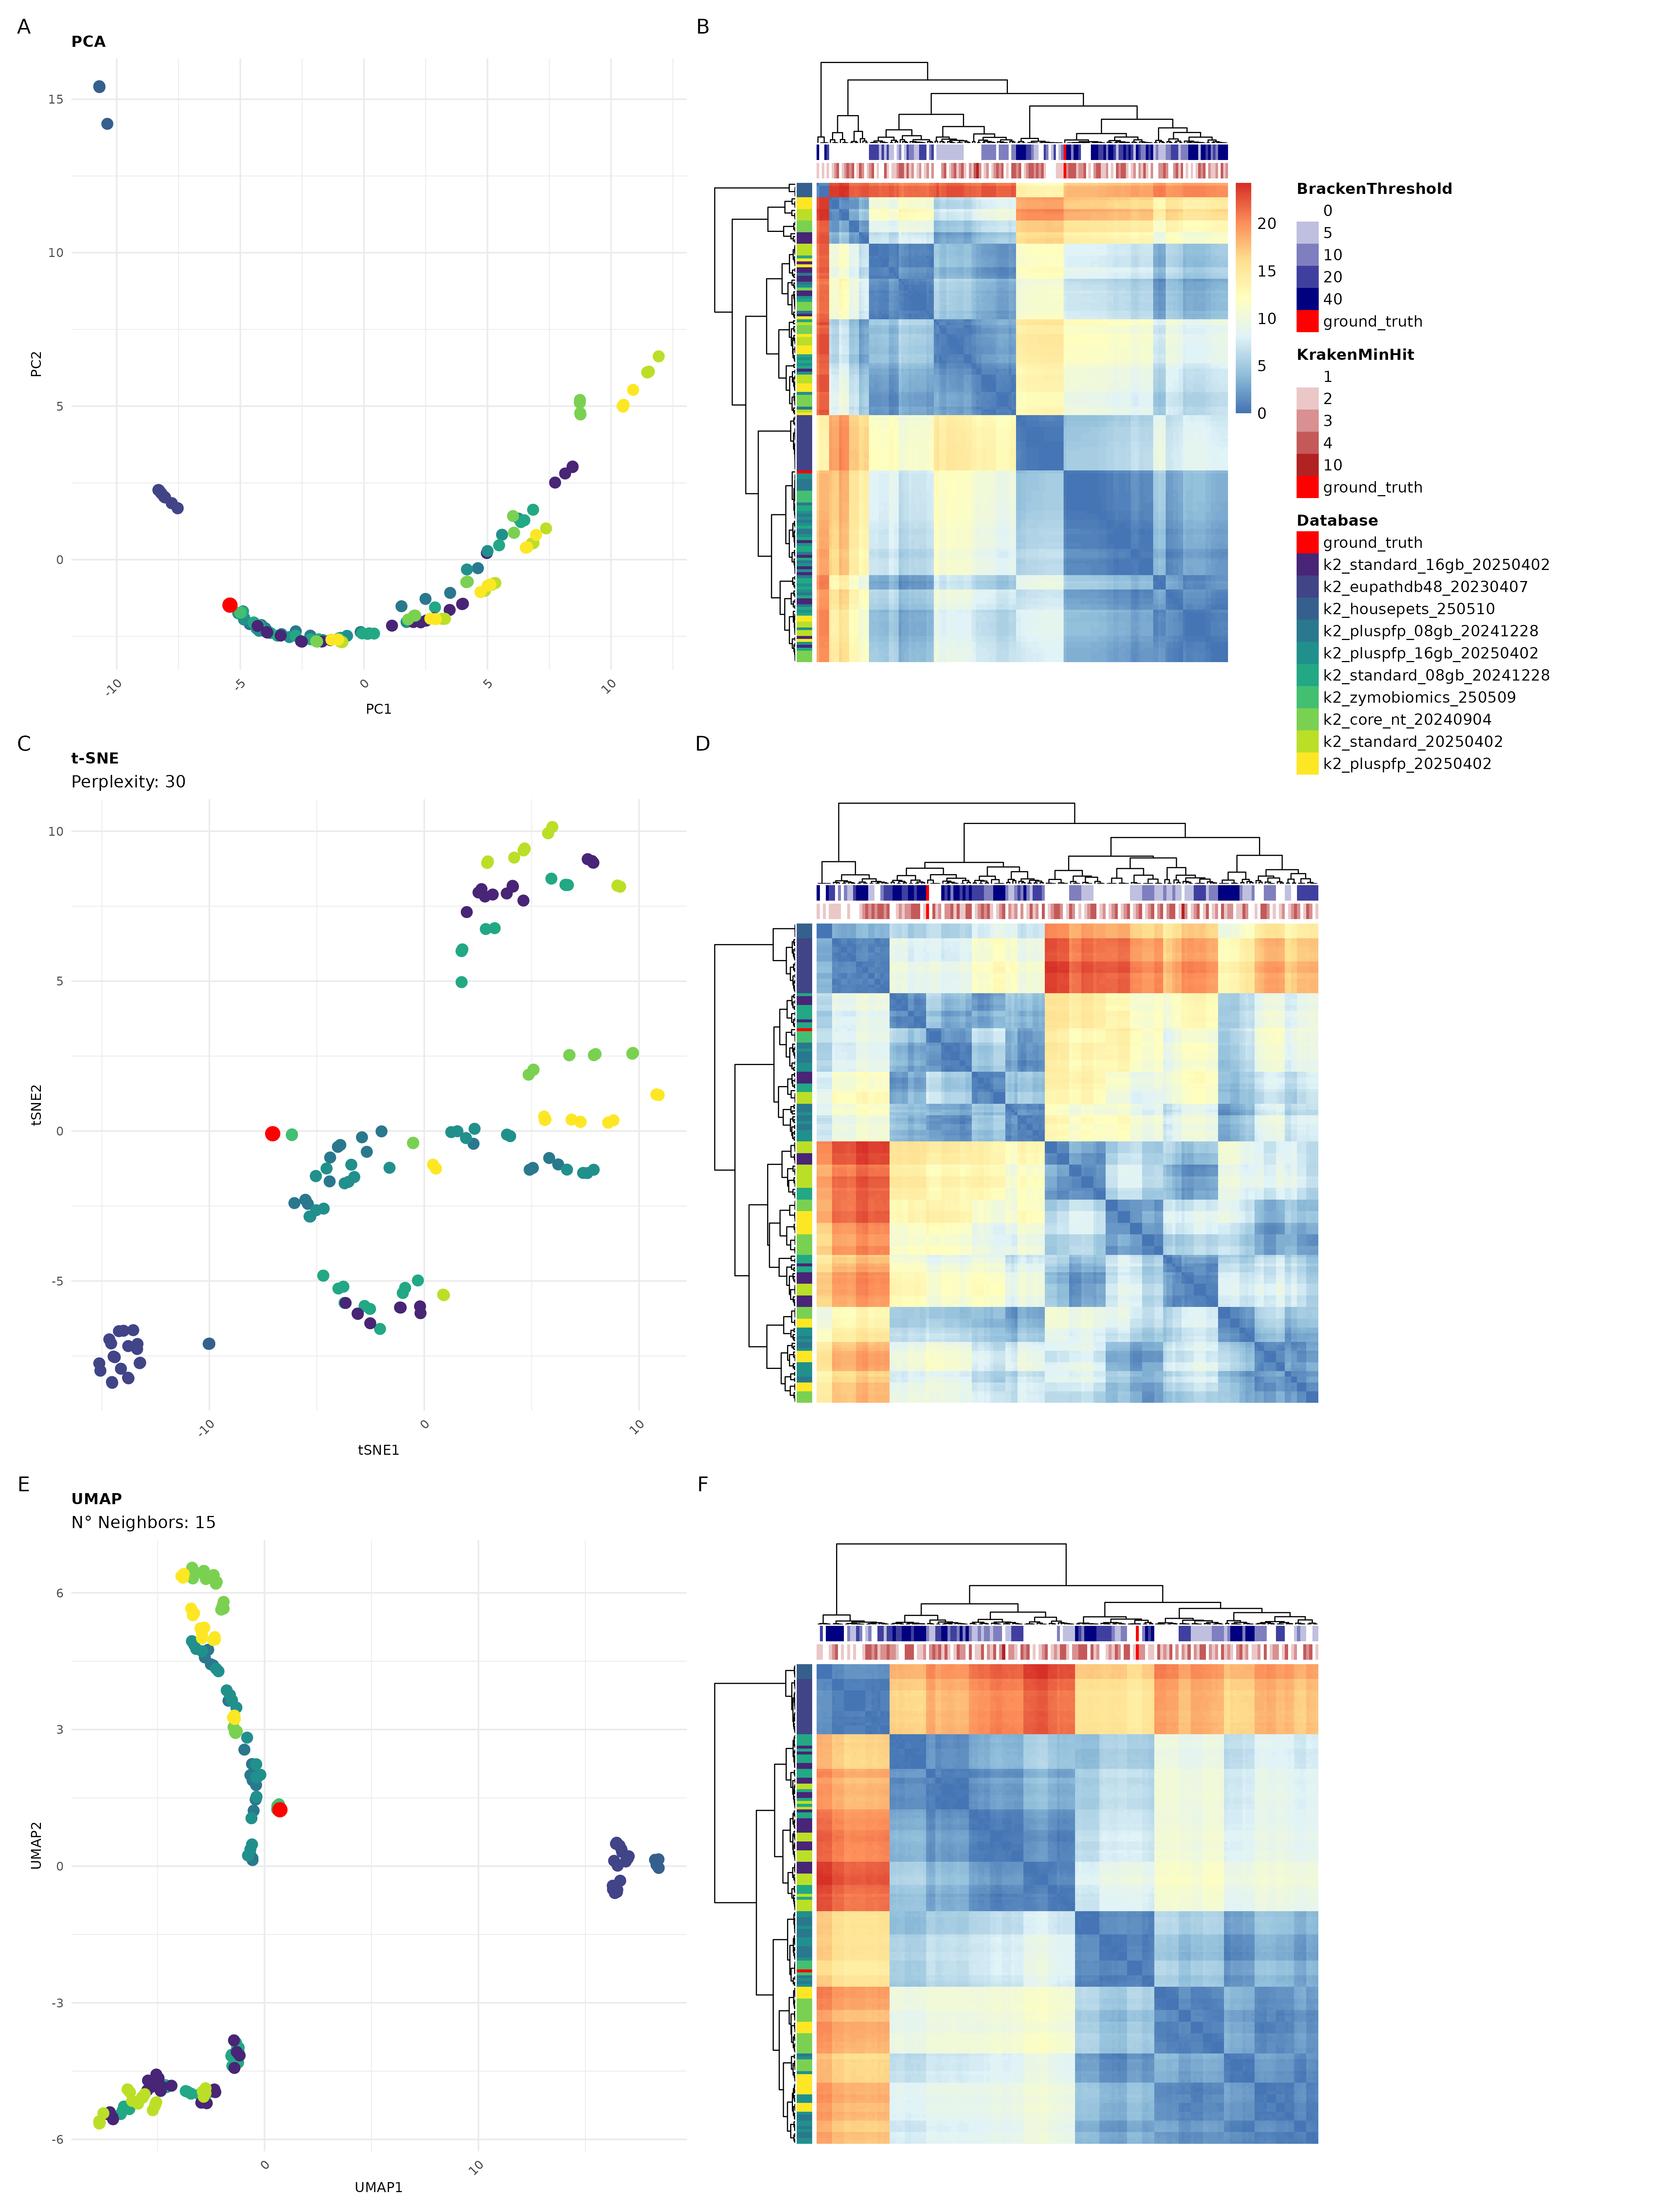 A
PCA
15
10
5
0
-10
-5
0
5
10
PC1
PC2
B
20
15
10
5
0
BrackenThreshold
0
5
10
20
40
ground_truth
KrakenMinHit
1
2
3
4
10
ground_truth
Database
ground_truth
k2_standard_16gb_20250402
k2_eupathdb48_20230407
k2_housepets_250510
k2_pluspfp_08gb_20241228
k2_pluspfp_16gb_20250402
k2_standard_08gb_20241228
k2_zymobiomics_250509
k2_core_nt_20240904
k2_standard_20250402
k2_pluspfp_20250402
C
t-SNE
Perplexity: 30
10
5
0
-5
-10
0
10
tSNE1
tSNE2
D
E
UMAP
N° Neighbors: 15
6
3
0
-3
-6
0
10
UMAP1
UMAP2
F